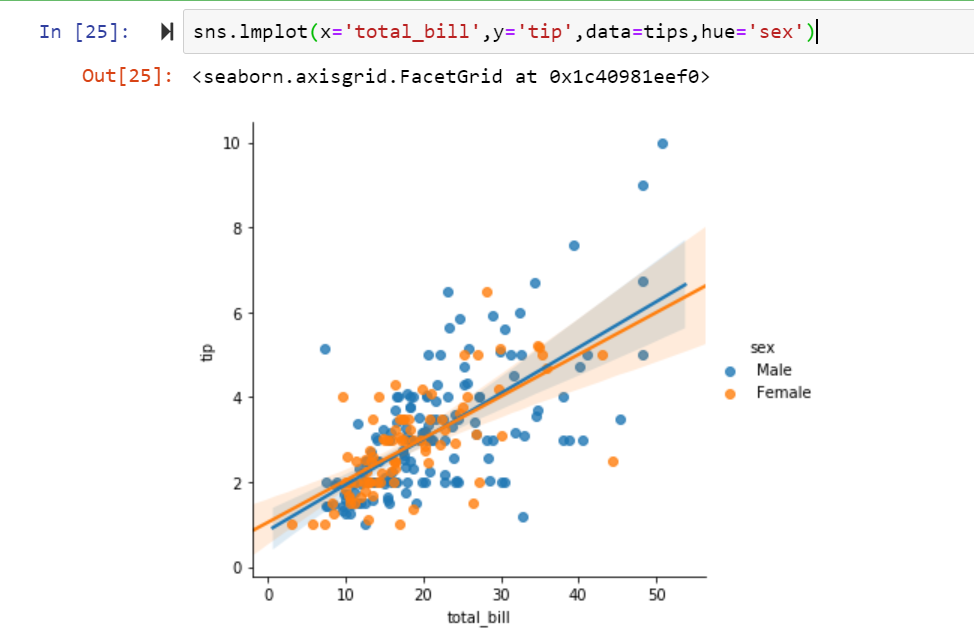 In [25]: sns.lmplot(x='total_bill',y='tip',data=tips,hue='sex')
Out[25]: <seaborn.axisgrid.FacetGrid at 0x1c40981eef0>
10
8
6
4
2
0
tip
0 10 20 30 40 50
total_bill
sex
Male
Female